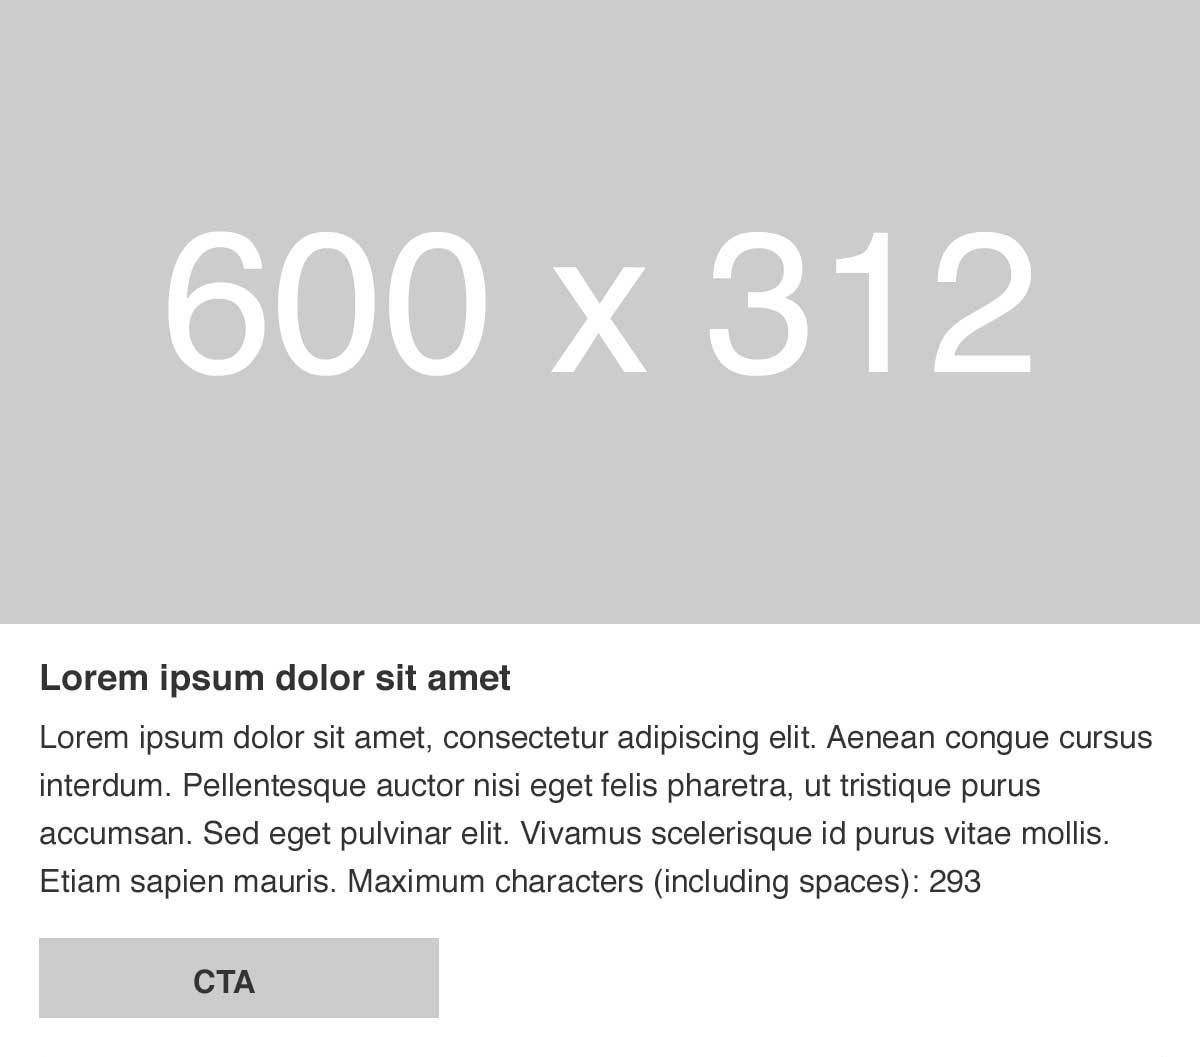 600 x 312
Lorem ipsum dolor sit amet
Lorem ipsum dolor sit amet, consectetur adipiscing elit. Aenean congue cursus
interdum. Pellentesque auctor nisi eget felis pharetra, ut tristique purus
accumsan. Sed eget pulvinar elit. Vivamus scelerisque id purus vitae mollis.
Etiam sapien mauris. Maximum characters (including spaces): 293
CTA